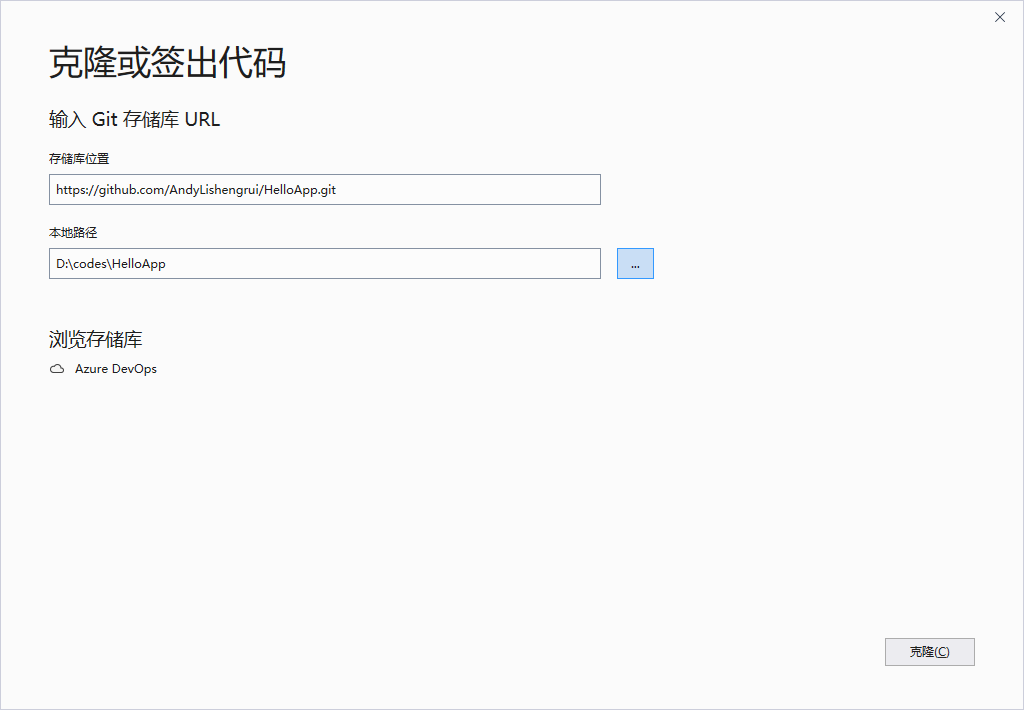 克隆或签出代码
输入 Git 存储库 URL
存储库位置
https://github.com/AndyLishengrui/HelloApp.git
本地路径
D:\codes\HelloApp
...
浏览存储库
Azure DevOps
克隆(C)